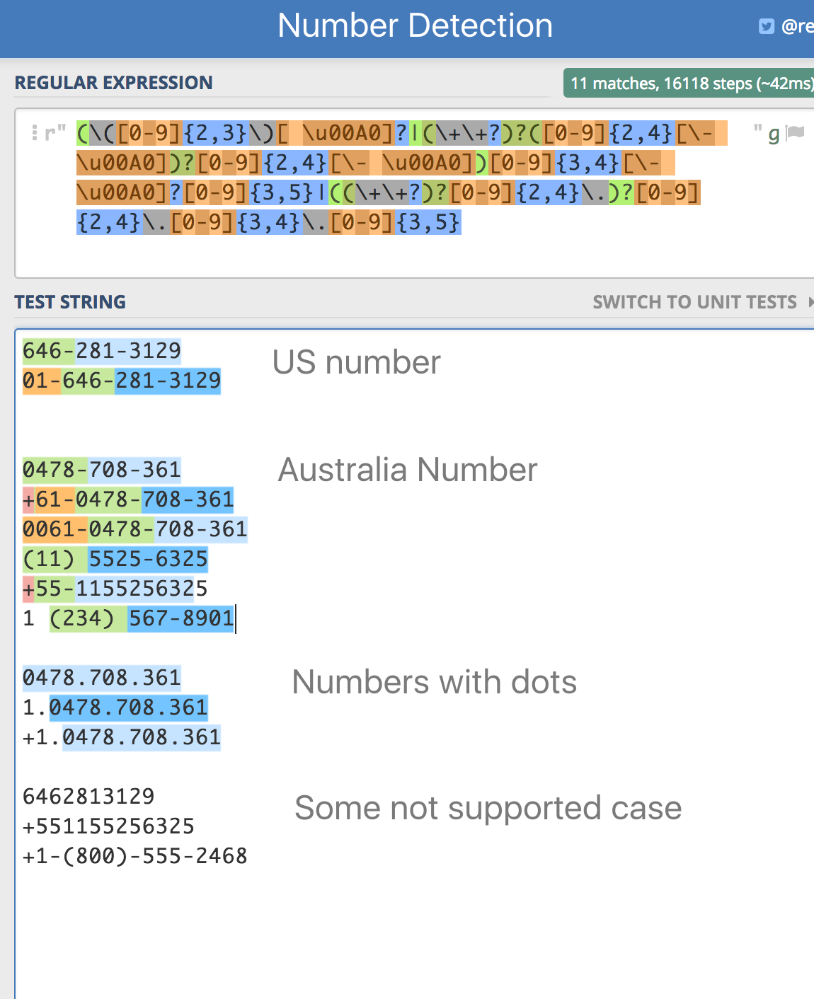 Number Detection
@re
REGULAR EXPRESSION
11 matches, 16118 steps (~42ms)
r" (\([0-9]{2,3}\)[ \u00A0]?|(\+\+?)?([0-9]{2,4}[\- " g
\u00A0])?[0-9]{2,4}[\- \u00A0])[0-9]{3,4}[\- 
\u00A0]?[0-9]{3,5}|((\+\+?)?[0-9]{2,4}\.)?[0-9]
{2,4}\.[0-9]{3,4}\.[0-9]{3,5}
TEST STRING
SWITCH TO UNIT TESTS
646-281-3129
US number
01-646-281-3129
0478-708-361
Australia Number
+61-0478-708-361
0061-0478-708-361
(11) 5525-6325
+55-1155256325
1 (234) 567-8901
0478.708.361
Numbers with dots
1.0478.708.361
+1.0478.708.361
6462813129
Some not supported case
+551155256325
+1-(800)-555-2468